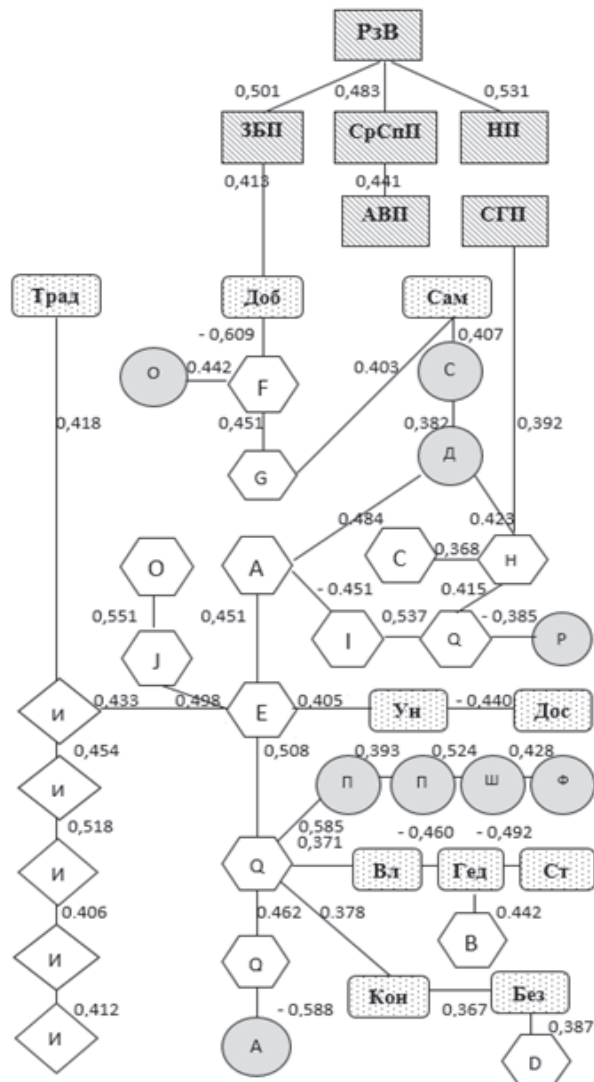 РзВ
0,501 0,483 0,531
ЗБП СрСпП НП
0,413 0,441
АВП СГП
Трад Доб Сам
- 0,609 0,407
О 0.442 F 0.403 С
0,418 0,451 0,382 0,392
G Д
0.484 0.423
O A C 0,368 Н
- 0.451 0.415
0,551 0,451 0,537 - 0,385
J I Q Р
И 0,433 0,498 E 0,405 Ун - 0,440 Дос
0,454 0,508 0,393 0,524 0,428
И П П Ш Ф
0,518 0,585
0,371 - 0,460 - 0,492
И Q Вл Гед Ст
0.406 0.462 0.378 0.442
И Q B
Кон Без
0,412 - 0,588 0,367 0,387
И А D